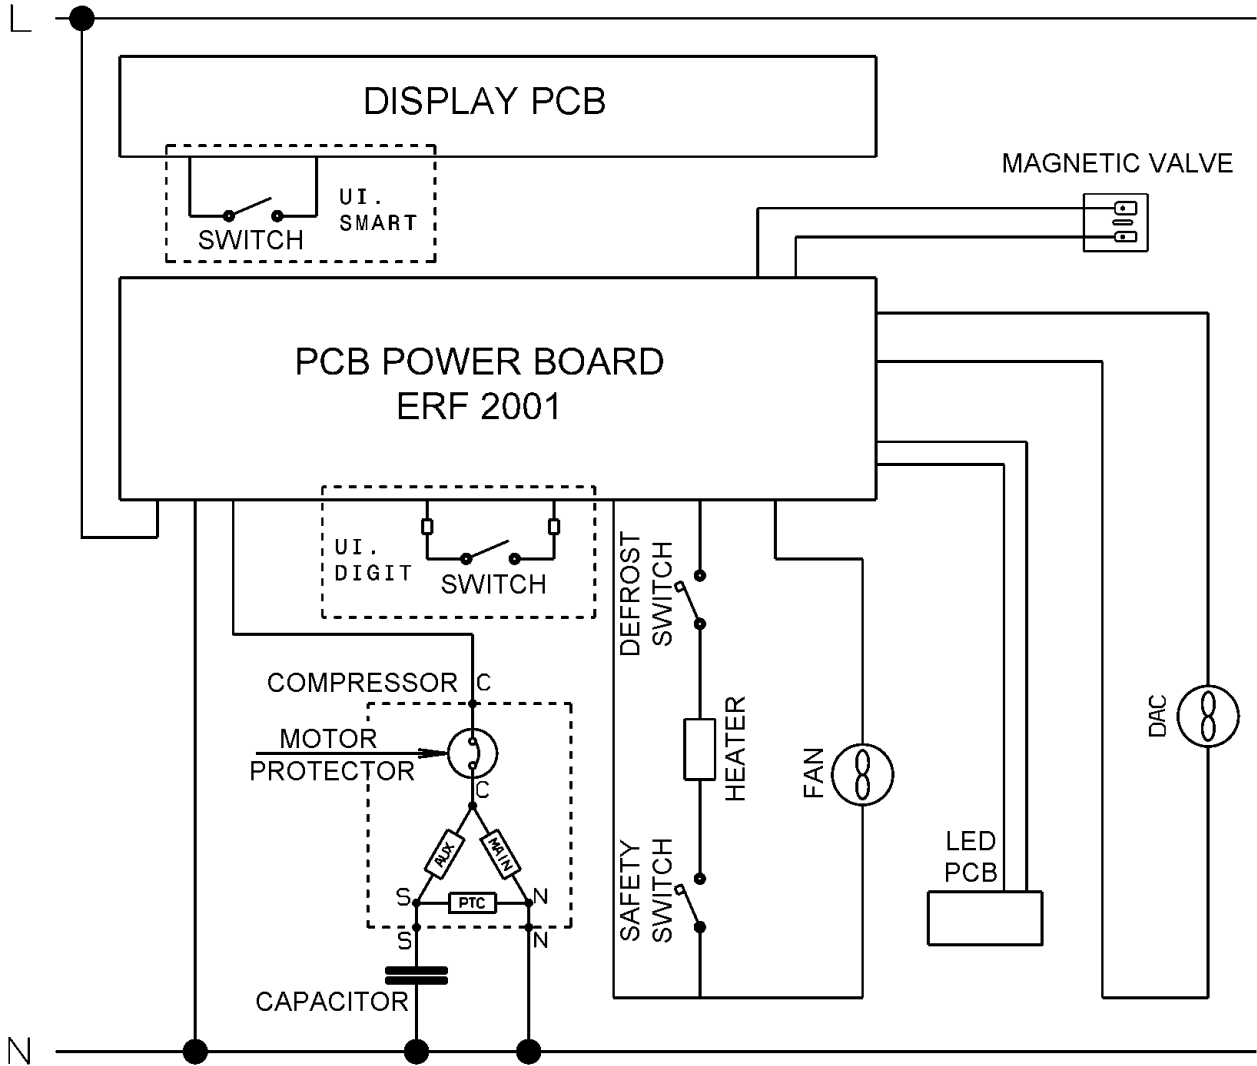 L
DISPLAY PCB
MAGNETIC VALVE
UI.
SMART
SWITCH
PCB POWER BOARD
ERF 2001
UI.
DIGIT
SWITCH
DEFROST
SWITCH
COMPRESSOR C
MOTOR
PROTECTOR
C
HEATER
FAN
DAC
AUX
MAIN
S
PTC
N
S
N
SAFETY
SWITCH
LED
PCB
CAPACITOR
N